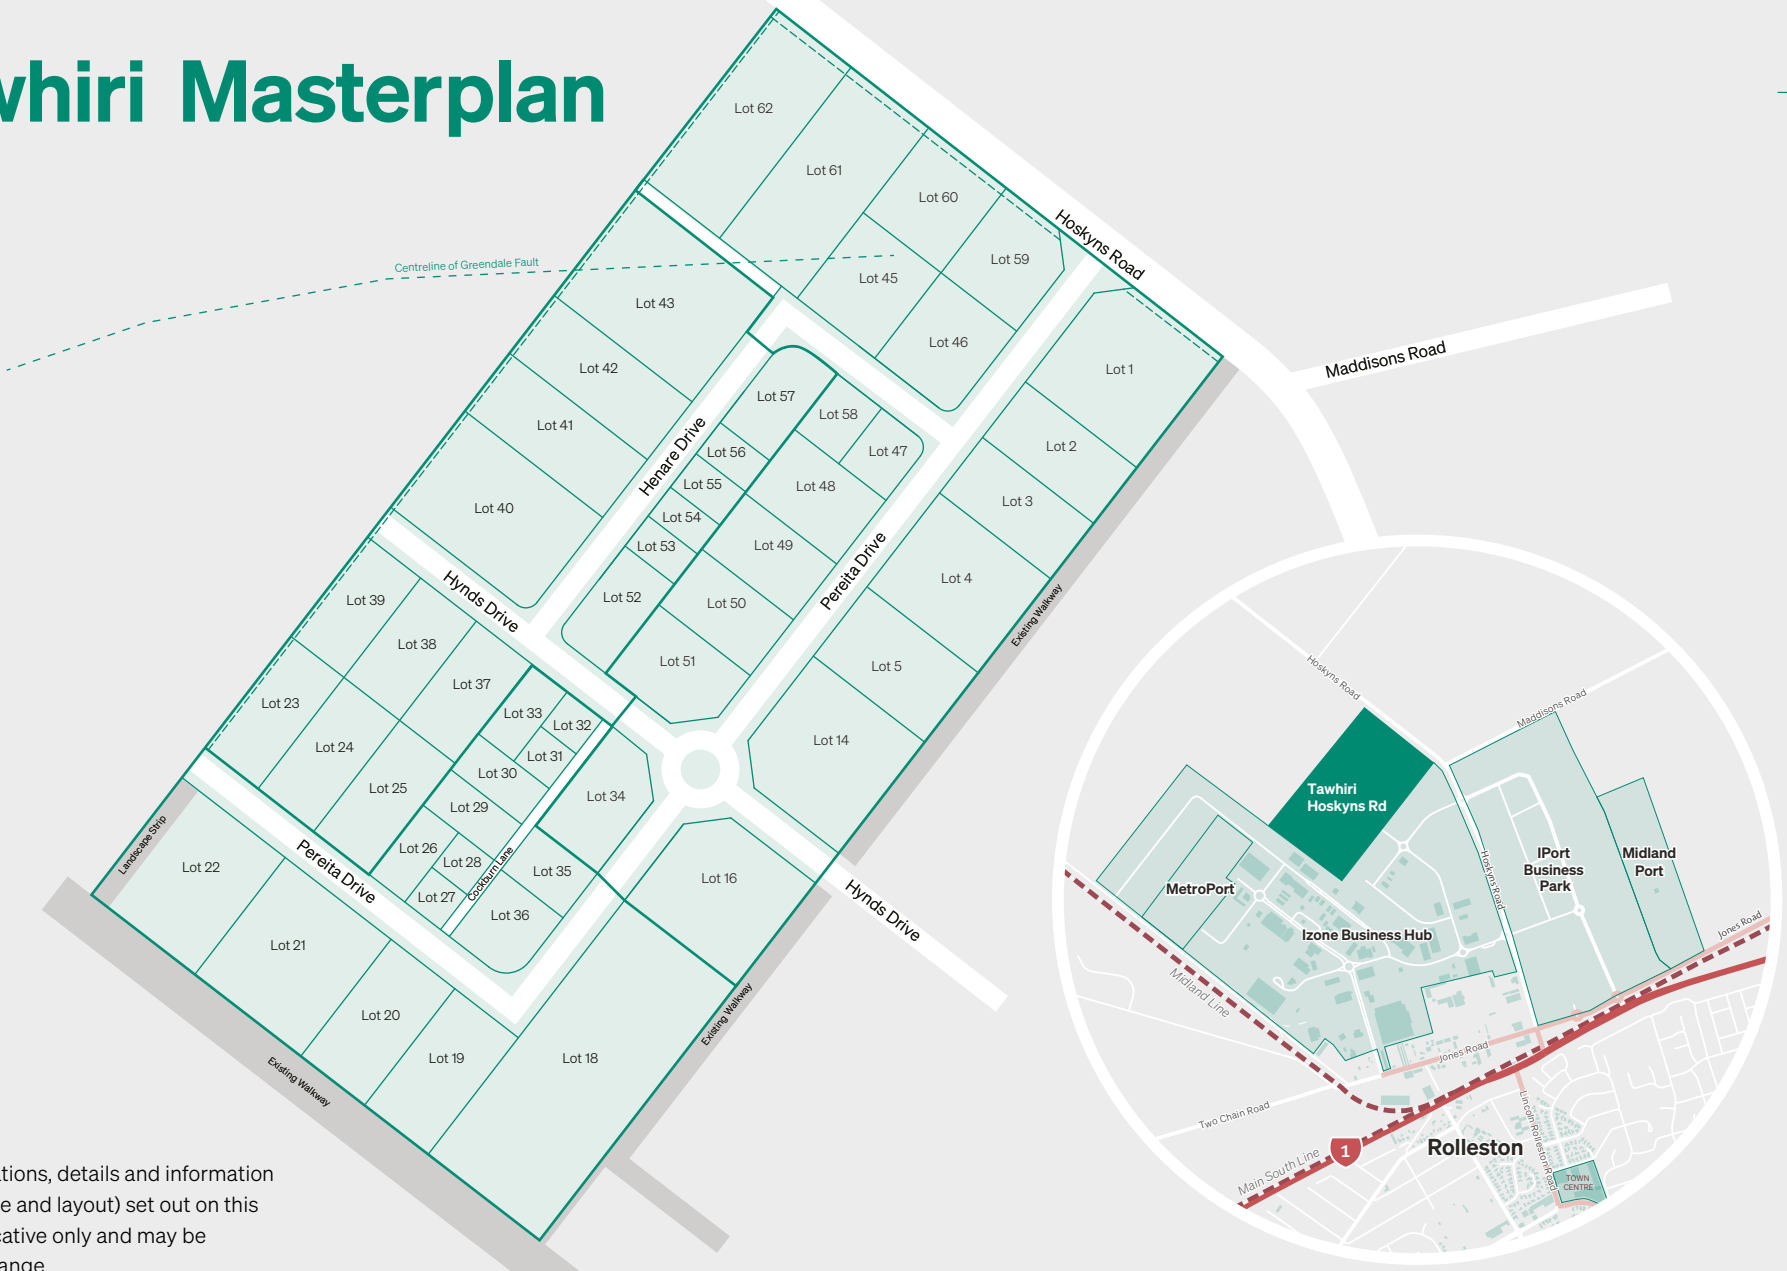 whiri Masterplan
Lot 62
Lot 61
Lot 60
Hoskyns Road
Lot 59
Centreline of Greendale Fault
Lot 45
Lot 43
Lot 46
Maddisons Road
Lot 42
Lot 1
Lot 57
Lot 58
Lot 41
Lot 2
Lot 47
Lot 56
Henare Drive
Lot 55
Lot 48
Lot 3
Lot 40
Lot 54
Lot 53
Lot 49
Pereita Drive
Lot 4
Hynds Drive
Lot 39
Lot 52
Lot 50
Existing Walkway
Lot 38
Lot 51
Lot 5
Lot 37
Lot 23
Lot 33
Lot 32
Lot 14
Lot 24
Lot 31
Lot 30
Lot 25
Lot 34
Lot 29
Landscape Strip
Lot 26
Lot 28
Lot 22
Pereita Drive
Lot 35
Cockburn Lane
Lot 16
Lot 27
Lot 36
Hynds Drive
Lot 21
Lot 20
Existing Walkway
Lot 19
Lot 18
Existing Walkway
Hoskyns Road
Maddisons Road
Tawhiri
Hoskyns Rd
Hoskyns Road
IPort
Business
Park
Midland
Port
MetroPort
Izone Business Hub
Jones Road
Midland Line
Jones Road
Two Chain Road
Lincoln Rolleston Road
1
Rolleston
Main South Line
TOWN
CENTRE
tions, details and information
e and layout) set out on this
cative only and may be
ange